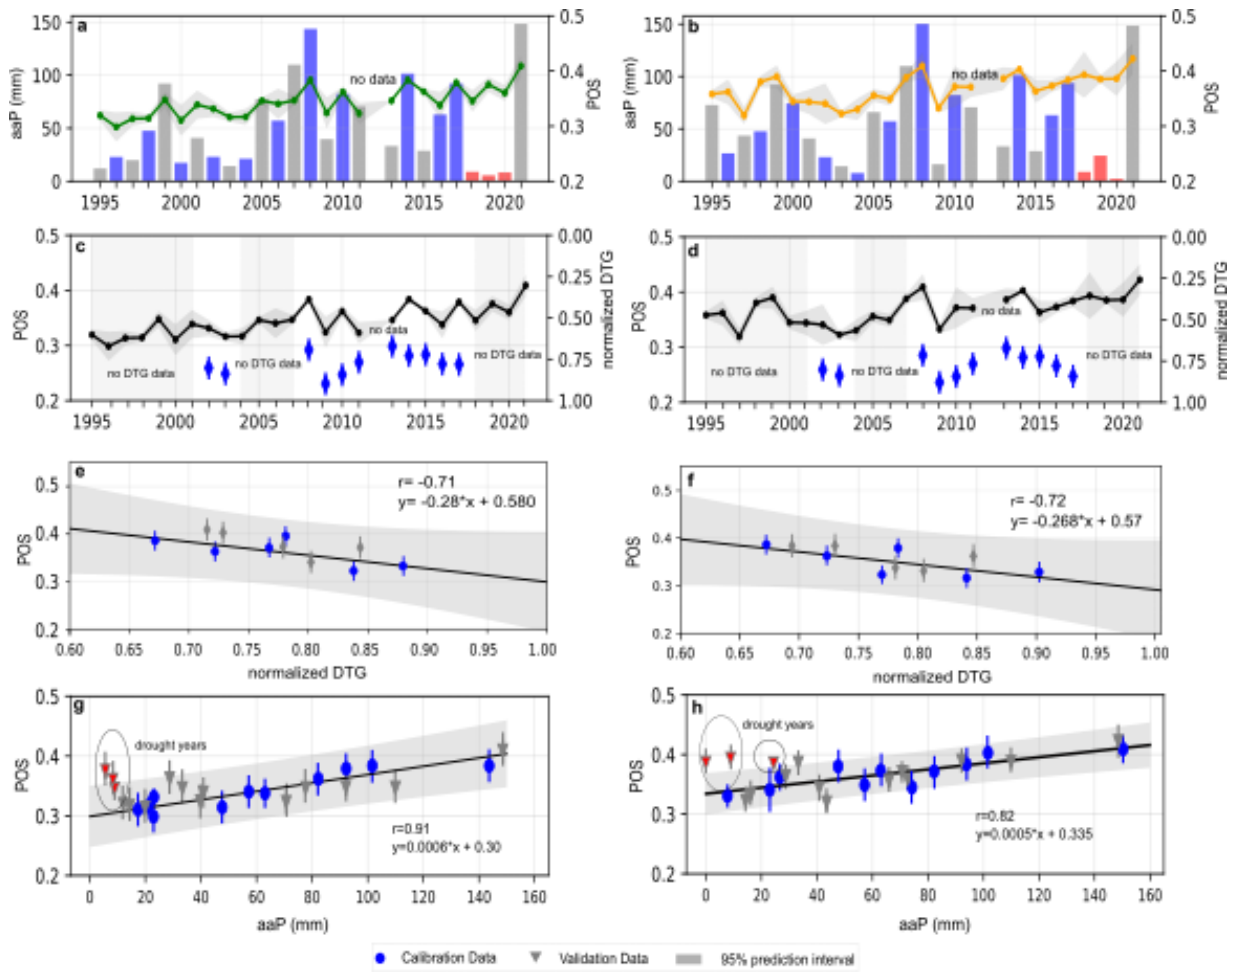 a
no data
aaP (mm)
POS
150
100
50
0
0.5
0.4
0.3
0.2
1995
2000
2005
2010
2015
2020
b
no data
aaP (mm)
POS
150
100
50
0
0.5
0.4
0.3
0.2
1995
2000
2005
2010
2015
2020
c
no data
no DTG data
no DTG data
no DTG data
POS
normalized DTG
0.5
0.4
0.3
0.2
0.00
0.25
0.50
0.75
1.00
1995
2000
2005
2010
2015
2020
d
no data
no DTG data
no DTG data
no DTG data
POS
normalized DTG
0.5
0.4
0.3
0.2
0.00
0.25
0.50
0.75
1.00
1995
2000
2005
2010
2015
2020
e
r= -0.71
y= -0.28*x + 0.580
POS
0.5
0.4
0.3
0.2
0.60
0.65
0.70
0.75
0.80
0.85
0.90
0.95
1.00
normalized DTG
f
r= -0.72
y= -0.268*x + 0.57
POS
0.5
0.4
0.3
0.2
0.60
0.65
0.70
0.75
0.80
0.85
0.90
0.95
1.00
normalized DTG
g
drought years
r=0.91
y=0.0006*x + 0.30
POS
0.5
0.4
0.3
0.2
0
20
40
60
80
100
120
140
160
aaP (mm)
h
drought years
r=0.82
y=0.0005*x + 0.335
POS
0.5
0.4
0.3
0.2
0
20
40
60
80
100
120
140
160
aaP (mm)
Calibration Data
Validation Data
95% prediction interval